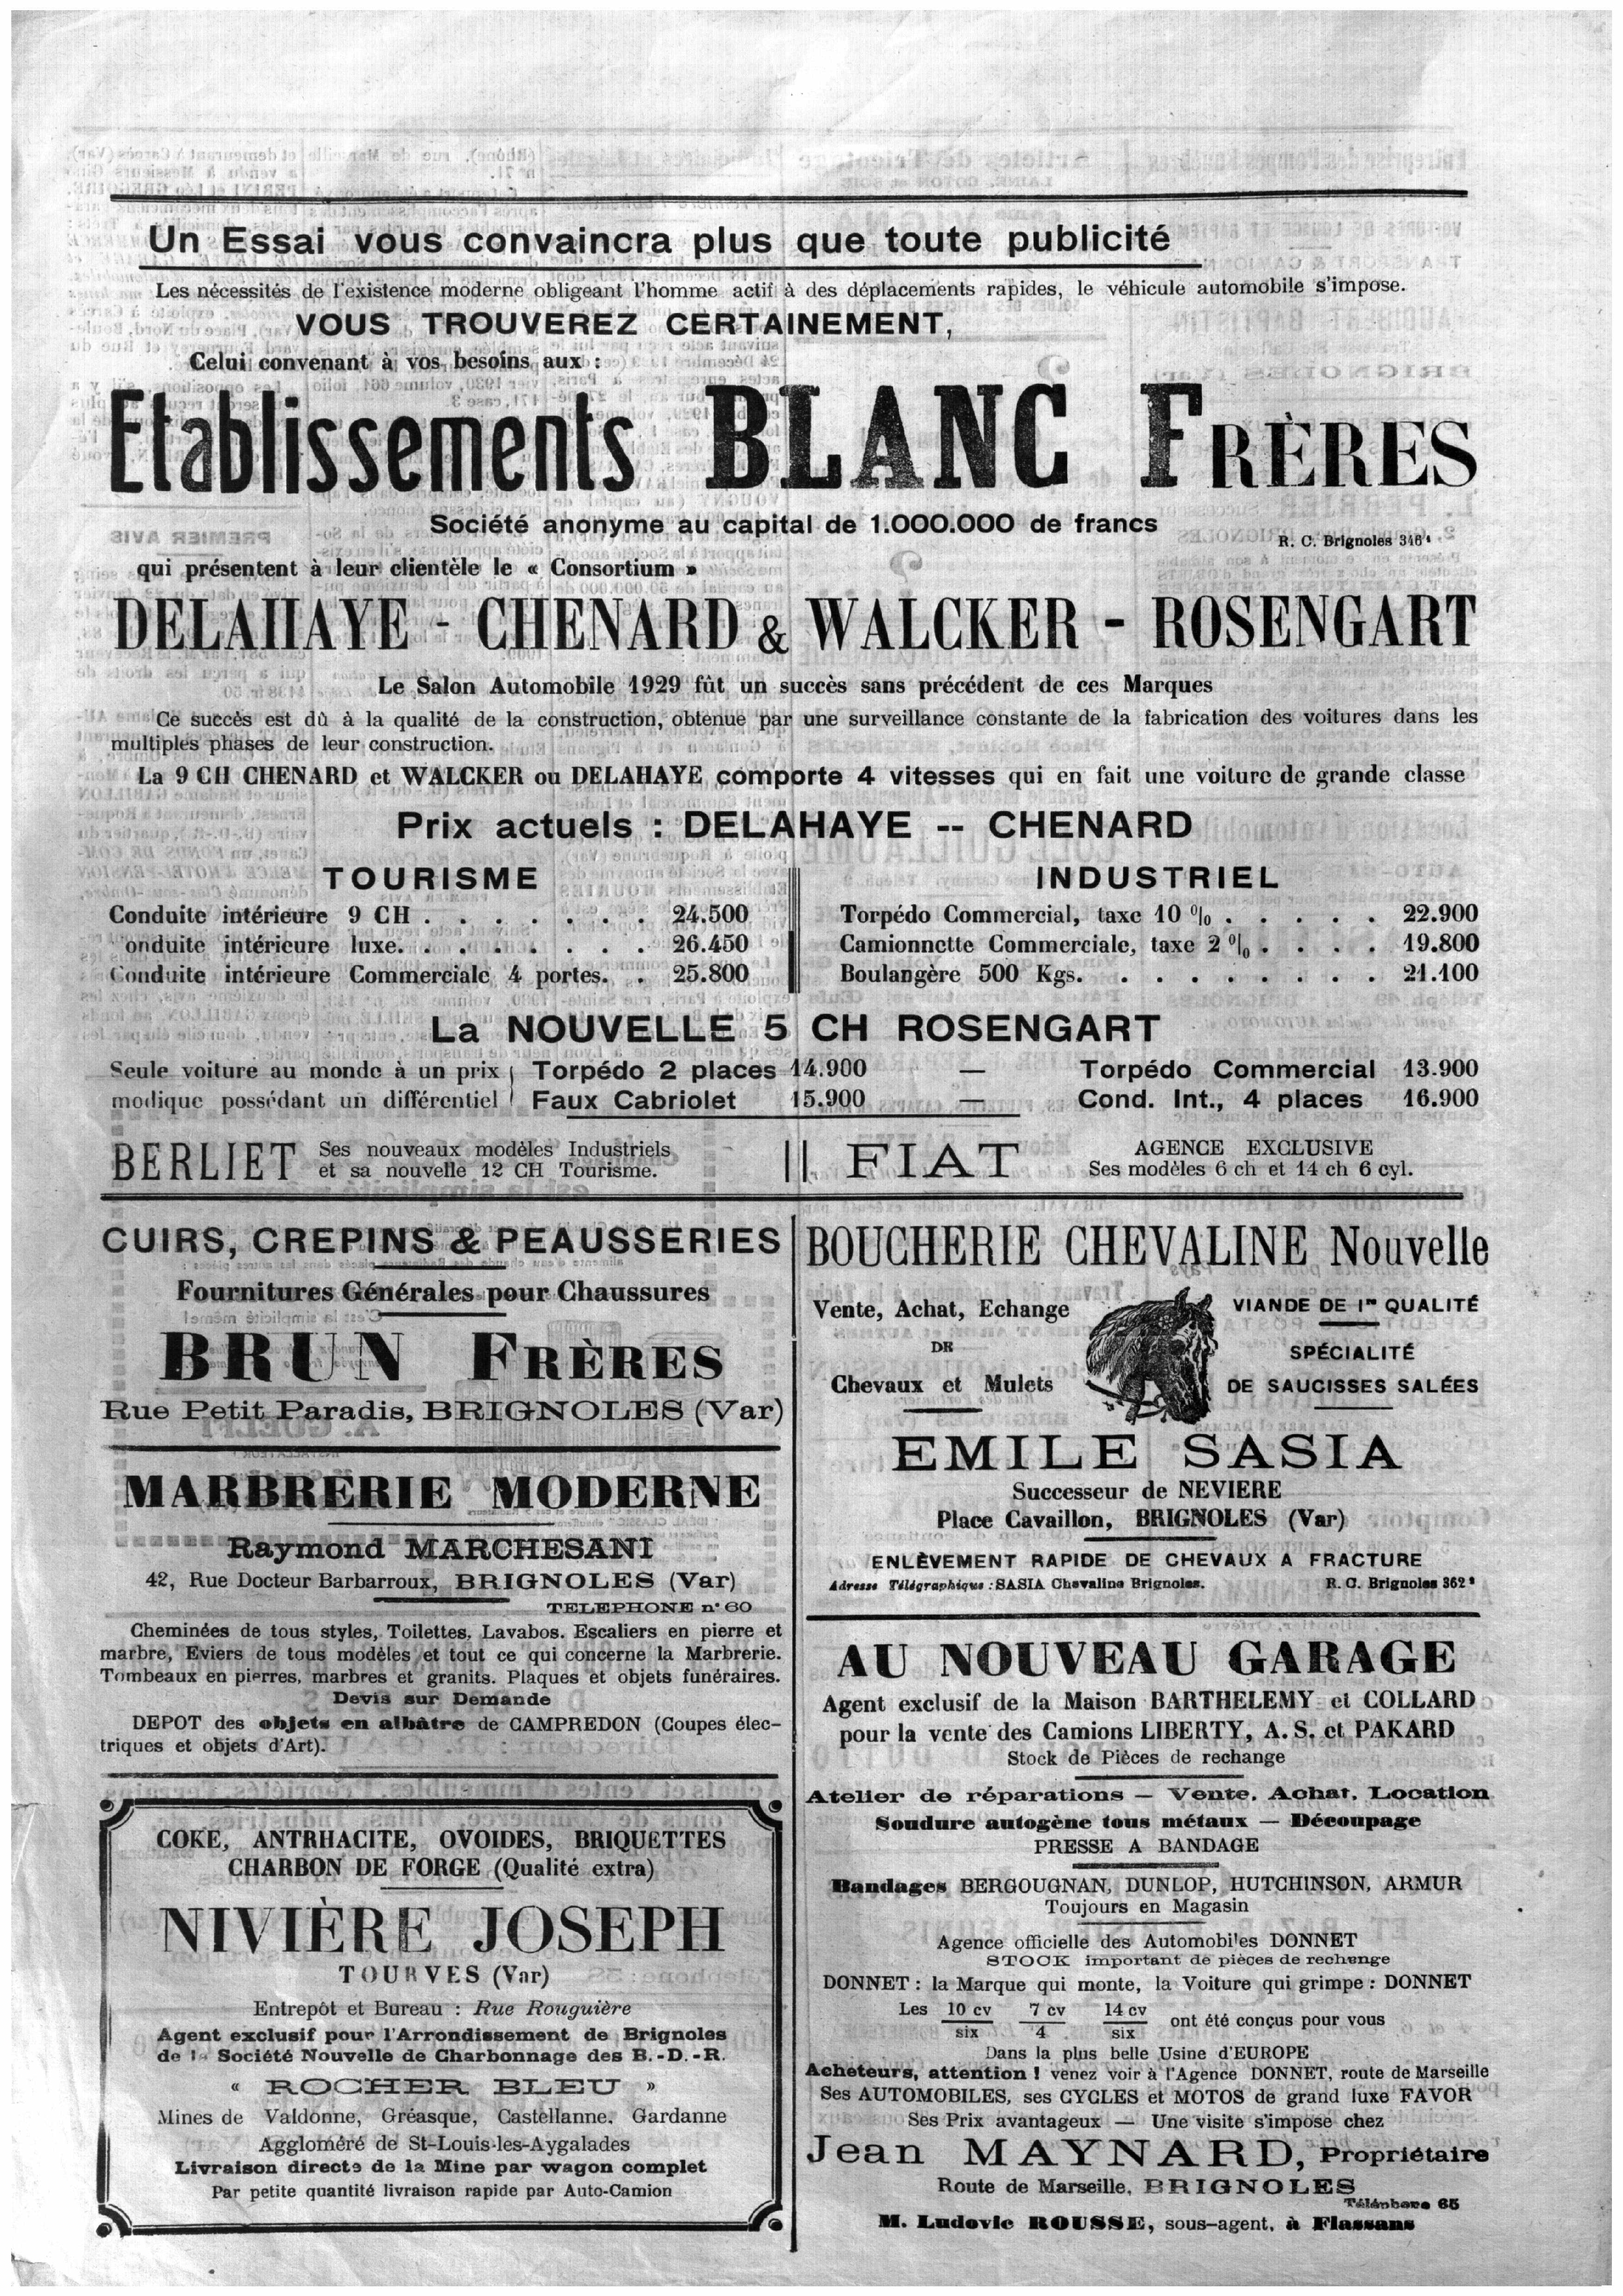 Un Essai vous convaincra plus que toute publicité
Les nécessités de l'existence moderne obligeant l'homme actif à des déplacements rapides, le véhicule automobile s'impose.
VOUS TROUVEREZ CERTAINEMENT,
Celui convenant à vos besoins aux :
Etablissements BLANC FRÈRES
Société anonyme au capital de 1.000.000 de francs
R. C. Brignoles 346
qui présentent à leur clientèle le « Consortium »
DELAHAYE - CHENARD & WALCKER - ROSENGART
Le Salon Automobile 1929 fût un succès sans précédent de ces Marques
Ce succès est dû à la qualité de la construction, obtenue par une surveillance constante de la fabrication des voitures dans les
multiples phases de leur construction.
La 9 CH CHENARD et WALCKER ou DELAHAYE comporte 4 vitesses qui en fait une voiture de grande classe
Prix actuels : DELAHAYE -- CHENARD
TOURISME
Conduite intérieure 9 CH . . . . . . . 24.500
onduite intérieure luxe. . . . . . . . 26.450
Conduite intérieure Commerciale 4 portes. . 25.800
INDUSTRIEL
Torpédo Commercial, taxe 10 % . . . . . 22.900
Camionnette Commerciale, taxe 2 % . . . . 19.800
Boulangère 500 Kgs. . . . . . . . . 21.100
La NOUVELLE 5 CH ROSENGART
Seule voiture au monde à un prix
modique possédant un différentiel
Torpédo 2 places 14.900 — Torpédo Commercial 13.900
Faux Cabriolet 15.900 — Cond. Int., 4 places 16.900
BERLIET
Ses nouveaux modèles Industriels
et sa nouvelle 12 CH Tourisme.
FIAT
AGENCE EXCLUSIVE
Ses modèles 6 ch et 14 ch 6 cyl.
CUIRS, CREPINS & PEAUSSERIES
Fournitures Générales pour Chaussures
BRUN FRÈRES
Rue Petit Paradis, BRIGNOLES (Var)
MARBRERIE MODERNE
Raymond MARCHESANI
42, Rue Docteur Barbarroux, BRIGNOLES (Var)
TELEPHONE n° 60
Cheminées de tous styles, Toilettes, Lavabos. Escaliers en pierre et
marbre, Eviers de tous modèles et tout ce qui concerne la Marbrerie.
Tombeaux en pierres, marbres et granits. Plaques et objets funéraires.
Devis sur Demande
DEPOT des objets en albâtre de CAMPREDON (Coupes élec-
triques et objets d'Art).
COKE, ANTRHACITE, OVOIDES, BRIQUETTES
CHARBON DE FORGE (Qualité extra)
NIVIÈRE JOSEPH
TOURVES (Var)
Entrepôt et Bureau : Rue Rouguière
Agent exclusif pour l'Arrondissement de Brignoles
de la Société Nouvelle de Charbonnage des B.-D.-R.
« ROCHER BLEU »
Mines de Valdonne, Gréasque, Castellanne, Gardanne
Aggloméré de St-Louis-les-Aygalades
Livraison directe de la Mine par wagon complet
Par petite quantité livraison rapide par Auto-Camion
BOUCHERIE CHEVALINE Nouvelle
Vente, Achat, Echange
DE
Chevaux et Mulets
VIANDE DE 1re QUALITÉ
SPÉCIALITÉ
DE SAUCISSES SALÉES
EMILE SASIA
Successeur de NEVIERE
Place Cavaillon, BRIGNOLES (Var)
ENLÈVEMENT RAPIDE DE CHEVAUX A FRACTURE
Adresse Télégraphique : SASIA Chevaline Brignoles. R. C. Brignoles 362
AU NOUVEAU GARAGE
Agent exclusif de la Maison BARTHELEMY et COLLARD
pour la vente des Camions LIBERTY, A. S. et PAKARD
Stock de Pièces de rechange
Atelier de réparations — Vente, Achat, Location
Soudure autogène tous métaux — Découpage
PRESSE A BANDAGE
Bandages BERGOUGNAN, DUNLOP, HUTCHINSON, ARMUR
Toujours en Magasin
Agence officielle des Automobiles DONNET
STOCK important de pièces de rechange
DONNET : la Marque qui monte, la Voiture qui grimpe : DONNET
Les 10 cv/six 7 cv/4 14 cv/six ont été conçus pour vous
Dans la plus belle Usine d'EUROPE
Acheteurs, attention ! venez voir à l'Agence DONNET, route de Marseille
Ses AUTOMOBILES, ses CYCLES et MOTOS de grand luxe FAVOR
Ses Prix avantageux — Une visite s'impose chez
Jean MAYNARD, Propriétaire
Route de Marseille, BRIGNOLES
Téléphone 65
M. Ludovic ROUSSE, sous-agent, à Flassans